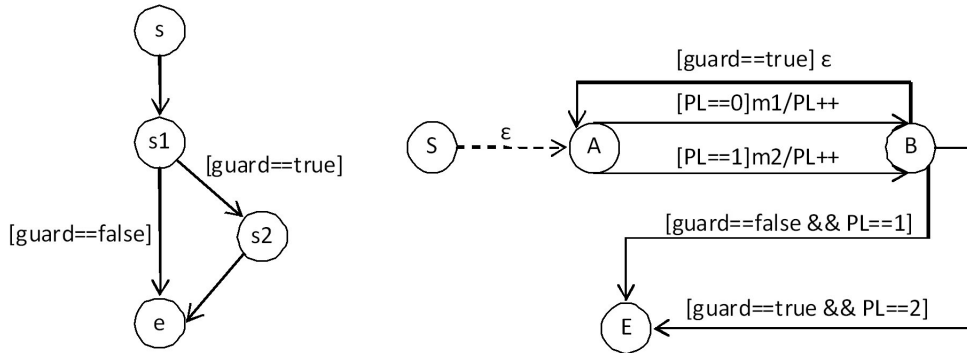 s
s1
[guard==true]
[guard==false]
s2
e
[guard==true] ε
[PL==0]m1/PL++
S
ε
A
B
[PL==1]m2/PL++
[guard==false && PL==1]
[guard==true && PL==2]
E